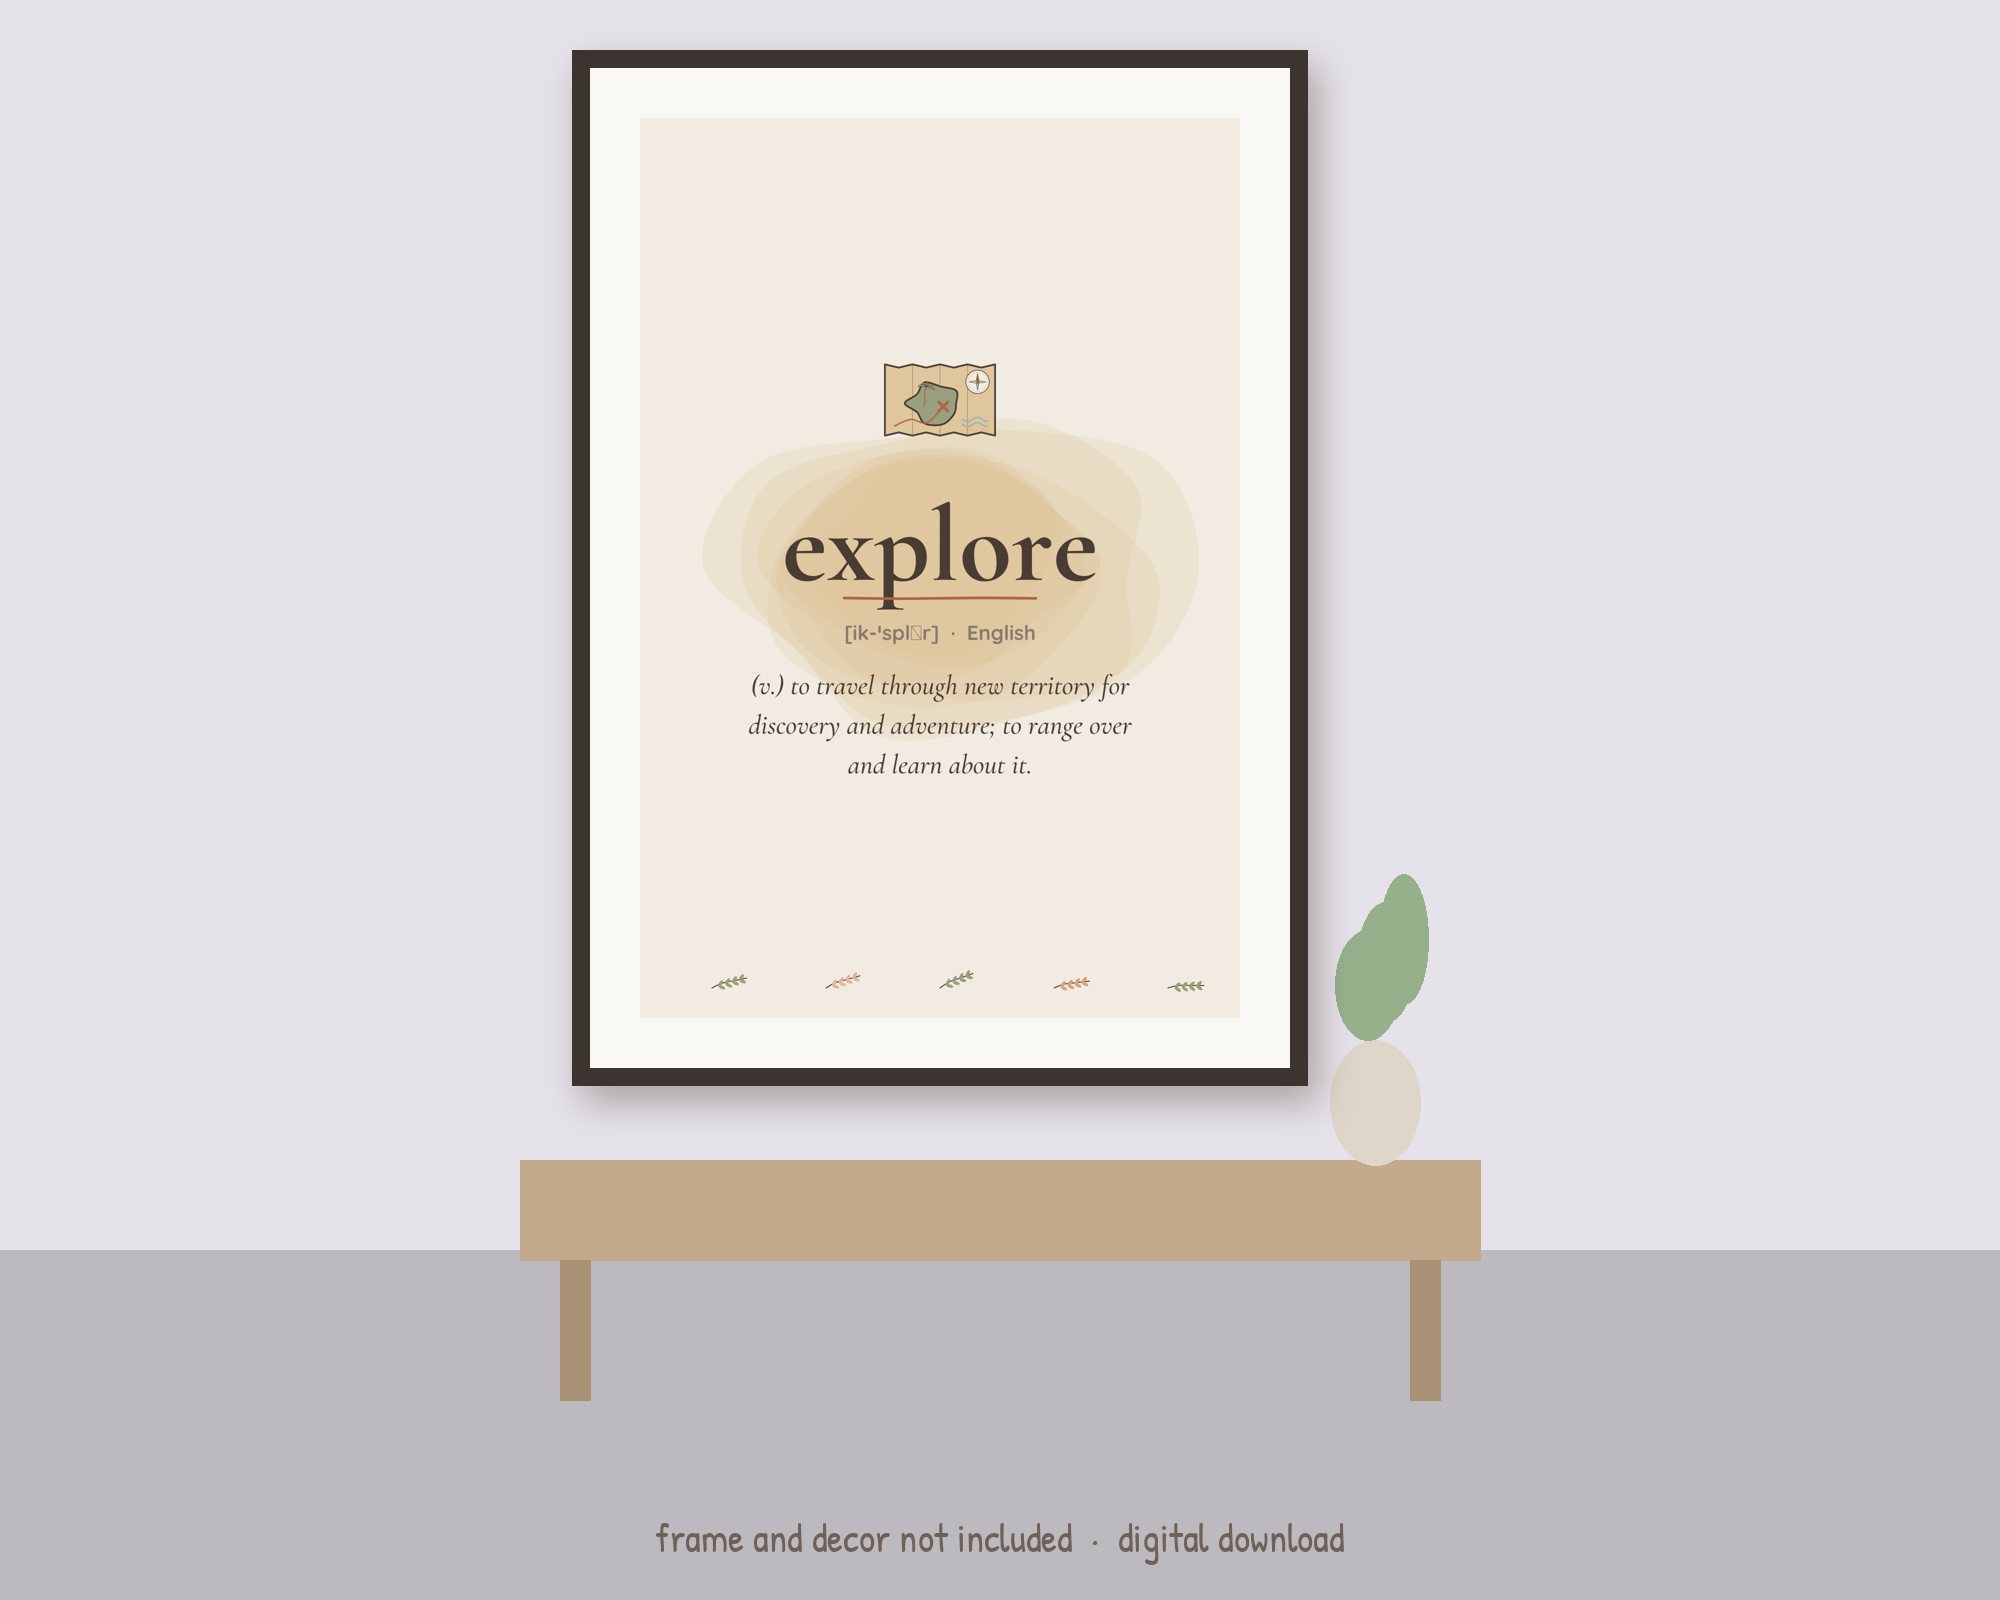 explore
[ik-'spl▯r] · English
(v.) to travel through new territory for
discovery and adventure; to range over
and learn about it.
frame and decor not included · digital download